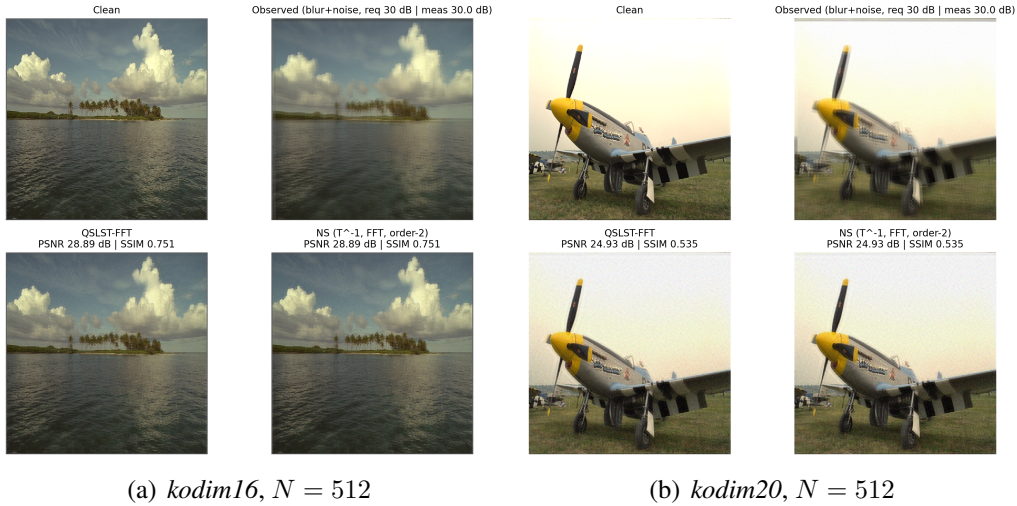 Clean
Observed (blur+noise, req 30 dB | meas 30.0 dB)
QSLST-FFT
PSNR 28.89 dB | SSIM 0.751
NS (T^-1, FFT, order-2)
PSNR 28.89 dB | SSIM 0.751
(a) kodim16, N = 512
Clean
Observed (blur+noise, req 30 dB | meas 30.0 dB)
QSLST-FFT
PSNR 24.93 dB | SSIM 0.535
NS (T^-1, FFT, order-2)
PSNR 24.93 dB | SSIM 0.535
(b) kodim20, N = 512